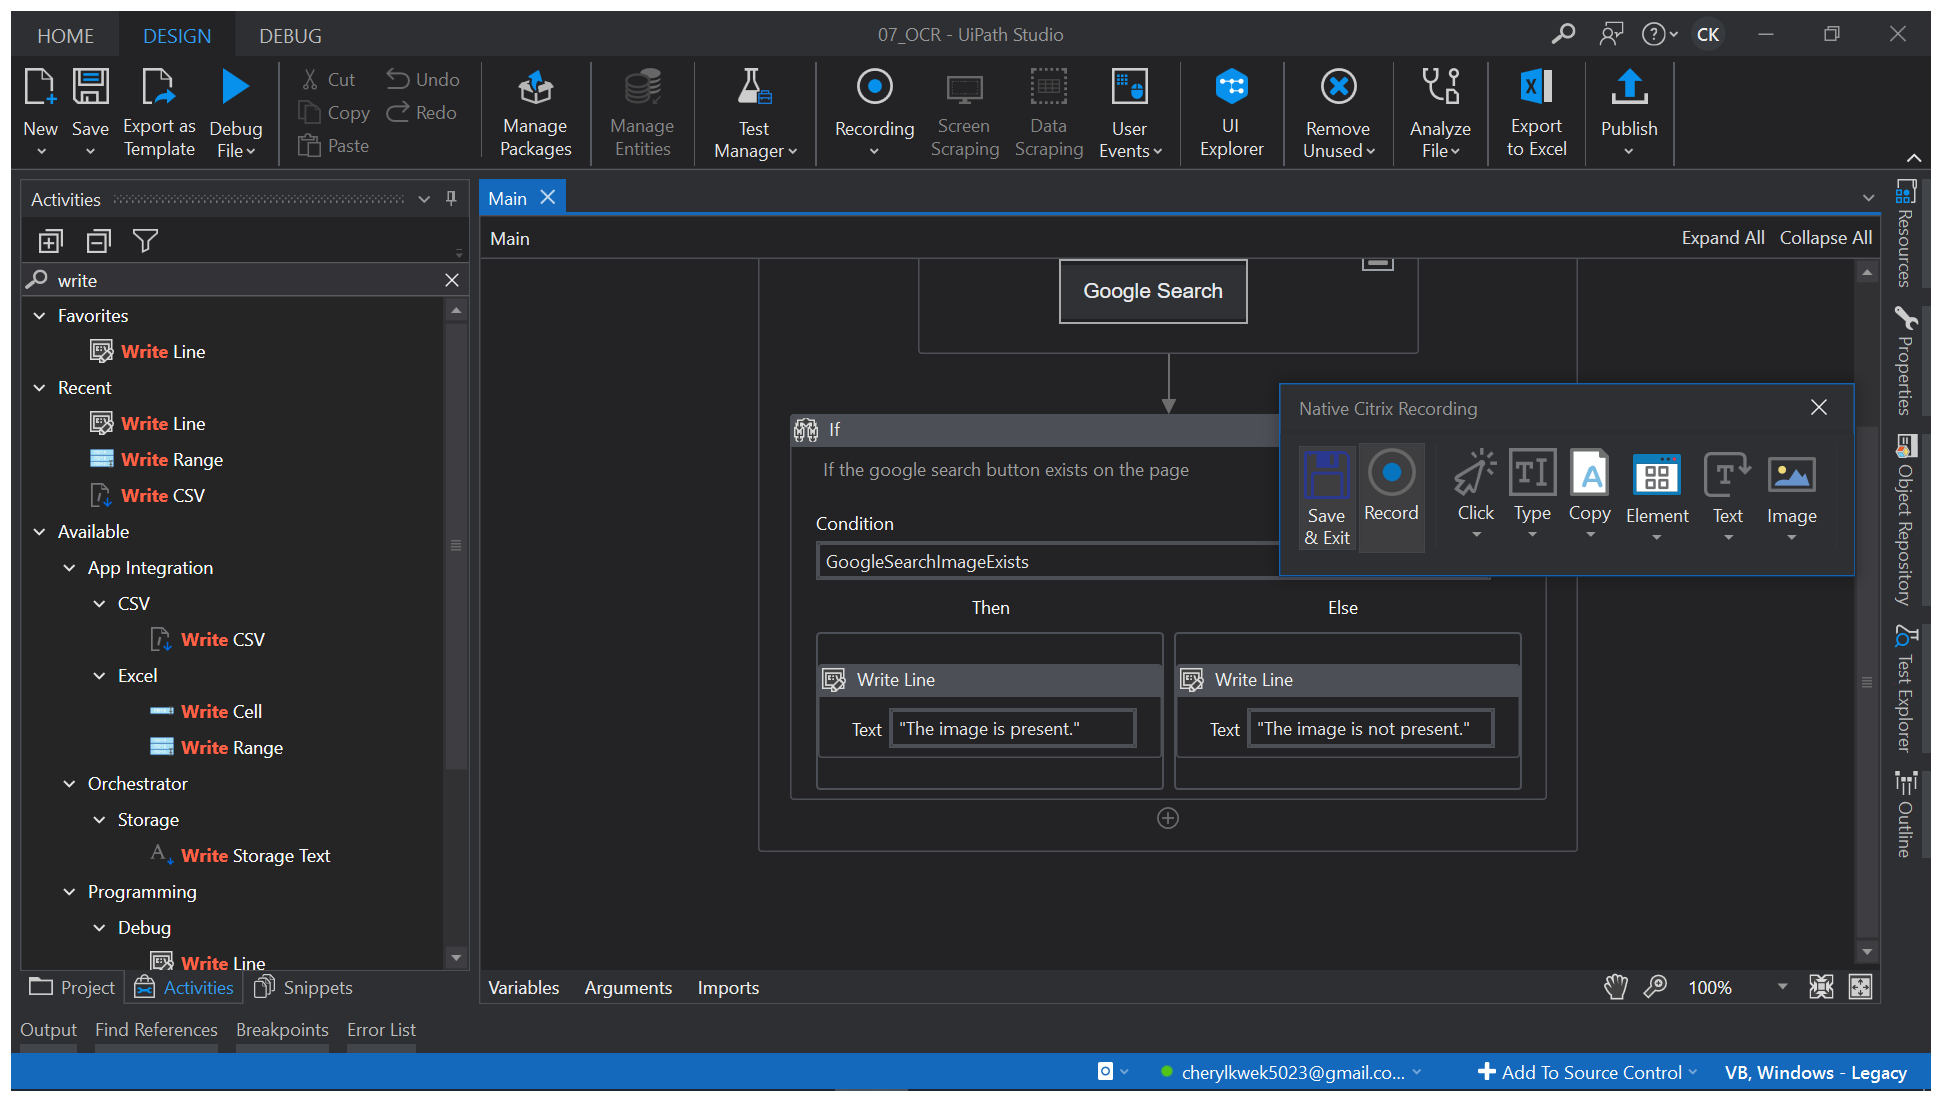 HOME DESIGN DEBUG 07_OCR - UiPath Studio CK
New
Save
Export as
Template
Debug
File
Cut
Copy
Paste
Undo
Redo
Manage
Packages
Manage
Entities
Test
Manager
Recording
Screen
Scraping
Data
Scraping
User
Events
UI
Explorer
Remove
Unused
Analyze
File
Export
to Excel
Publish
Activities
write
Favorites
Write Line
Recent
Write Line
Write Range
Write CSV
Available
App Integration
CSV
Write CSV
Excel
Write Cell
Write Range
Orchestrator
Storage
Write Storage Text
Programming
Debug
Write Line
Project Activities Snippets
Main
Main
Expand All Collapse All
Google Search
If
If the google search button exists on the page
Condition
GoogleSearchImageExists
Then Else
Write Line
Text "The image is present."
Write Line
Text "The image is not present."
Native Citrix Recording
Save
& Exit
Record
Click
Type
Copy
Element
Text
Image
Variables Arguments Imports
100%
Resources
Properties
Object Repository
Test Explorer
Outline
Output Find References Breakpoints Error List
cherylkwek5023@gmail.co... Add To Source Control VB, Windows - Legacy